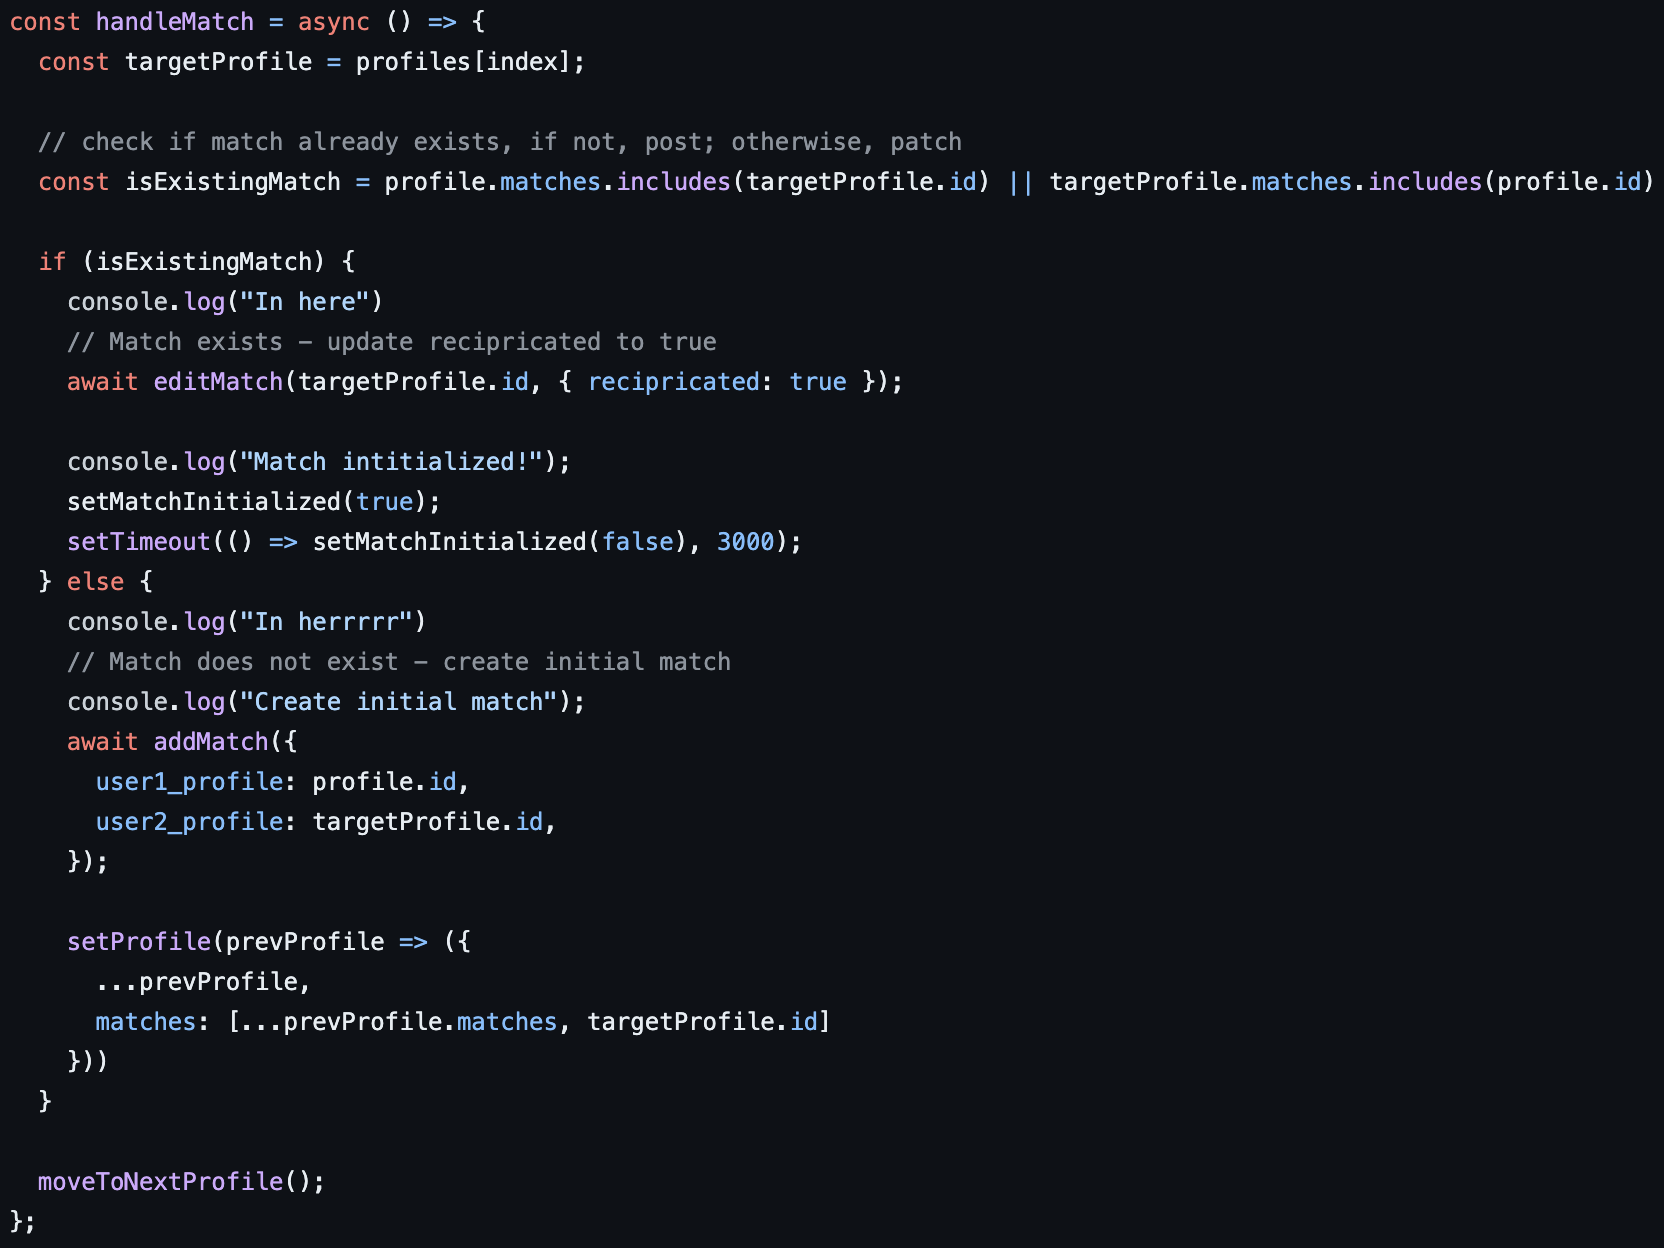 const handleMatch = async () => {
  const targetProfile = profiles[index];

  // check if match already exists, if not, post; otherwise, patch
  const isExistingMatch = profile.matches.includes(targetProfile.id) || targetProfile.matches.includes(profile.id)

  if (isExistingMatch) {
    console.log("In here")
    // Match exists – update recipricated to true
    await editMatch(targetProfile.id, { recipricated: true });

    console.log("Match intitialized!");
    setMatchInitialized(true);
    setTimeout(() => setMatchInitialized(false), 3000);
  } else {
    console.log("In herrrrr")
    // Match does not exist – create initial match
    console.log("Create initial match");
    await addMatch({
      user1_profile: profile.id,
      user2_profile: targetProfile.id,
    });

    setProfile(prevProfile => ({
      ...prevProfile,
      matches: [...prevProfile.matches, targetProfile.id]
    }))
  }

  moveToNextProfile();
};